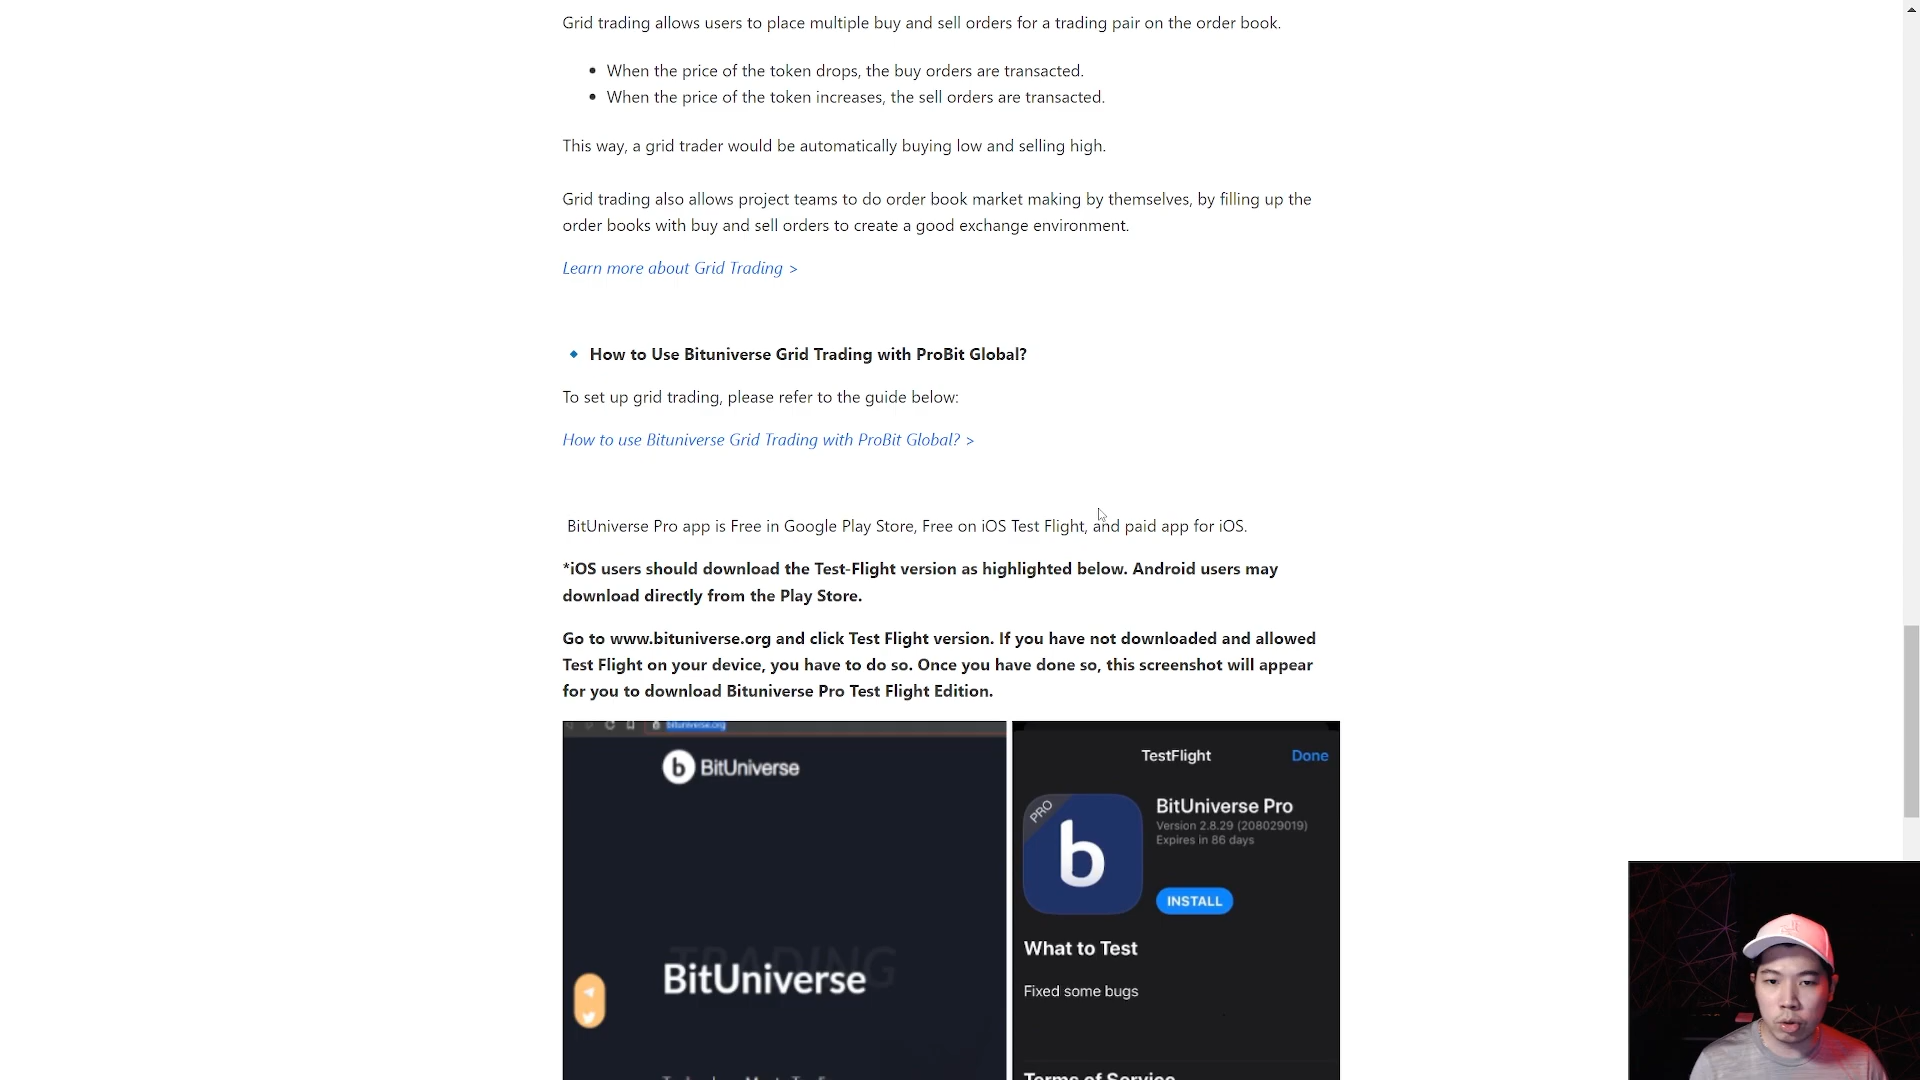 Grid trading allows users to place multiple buy and sell orders for a trading pair on the order book.
• When the price of the token drops, the buy orders are transacted.
• When the price of the token increases, the sell orders are transacted.
This way, a grid trader would be automatically buying low and selling high.
Grid trading also allows project teams to do order book market making by themselves, by filling up the
order books with buy and sell orders to create a good exchange environment.
Learn more about Grid Trading >
How to Use Bituniverse Grid Trading with ProBit Global?
To set up grid trading, please refer to the guide below:
How to use Bituniverse Grid Trading with ProBit Global? >
BitUniverse Pro app is Free in Google Play Store, Free on iOS Test Flight, and paid app for iOS.
*iOS users should download the Test-Flight version as highlighted below. Android users may
download directly from the Play Store.
Go to www.bituniverse.org and click Test Flight version. If you have not downloaded and allowed
Test Flight on your device, you have to do so. Once you have done so, this screenshot will appear
for you to download Bituniverse Pro Test Flight Edition.
bituniverse.org
b BitUniverse
TRADING
BitUniverse
TestFlight
Done
PRO
b
BitUniverse Pro
Version 2.8.29 (208029019)
Expires in 86 days
INSTALL
What to Test
Fixed some bugs
Terms of Service